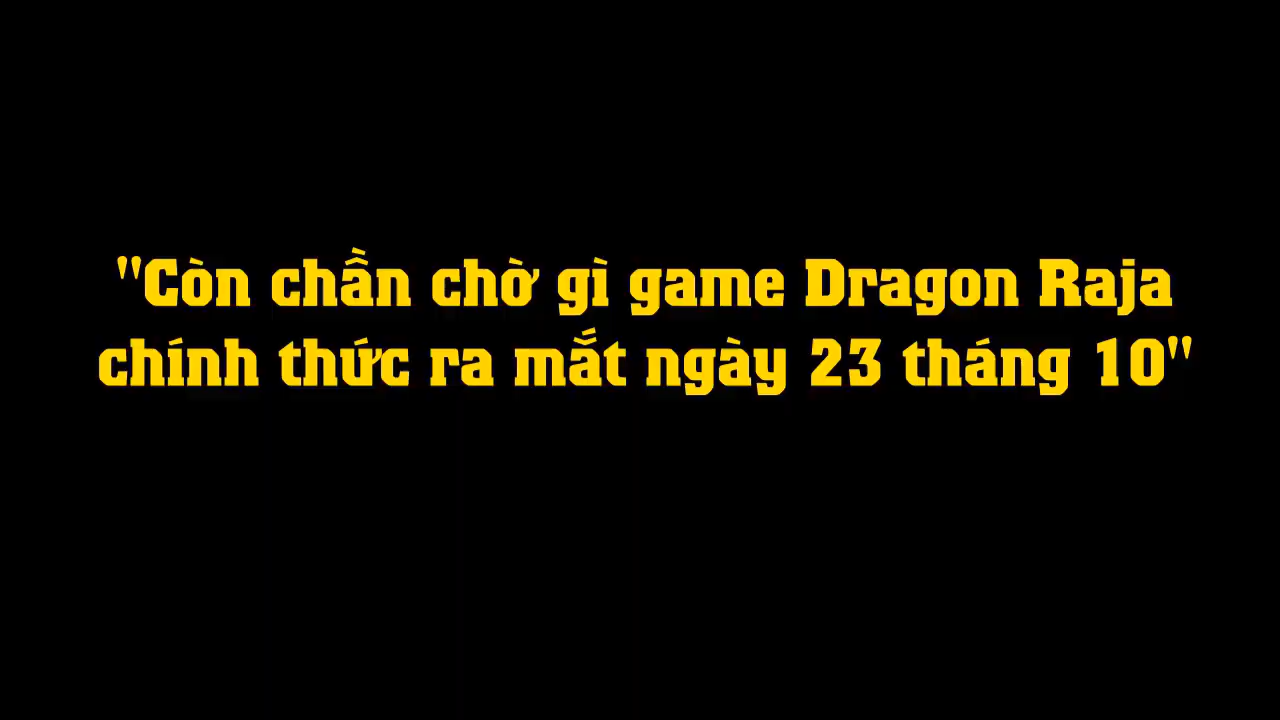 "Còn chần chờ gì game Dragon Raja
chính thức ra mắt ngày 23 tháng 10"